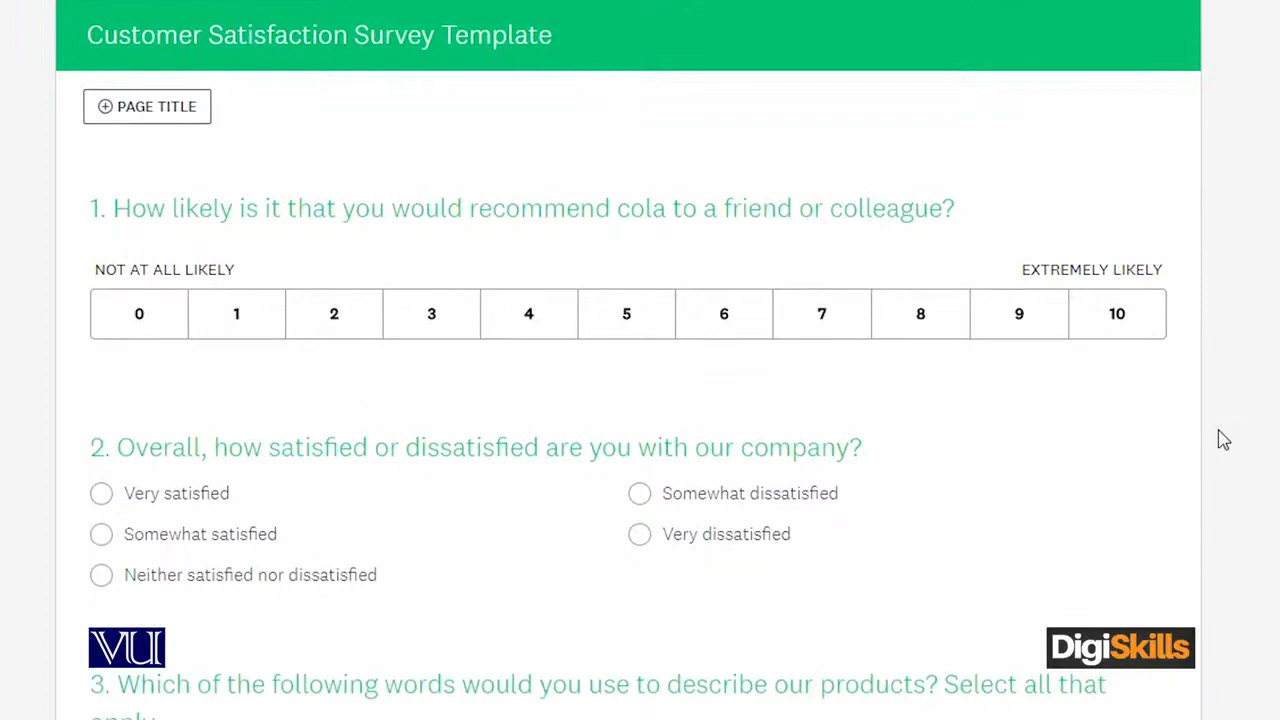 Customer Satisfaction Survey Template
PAGE TITLE
1. How likely is it that you would recommend cola to a friend or colleague?
NOT AT ALL LIKELY EXTREMELY LIKELY
0 1 2 3 4 5 6 7 8 9 10
2. Overall, how satisfied or dissatisfied are you with our company?
Very satisfied Somewhat dissatisfied
Somewhat satisfied Very dissatisfied
Neither satisfied nor dissatisfied
VU DigiSkills
3. Which of the following words would you use to describe our products? Select all that
apply